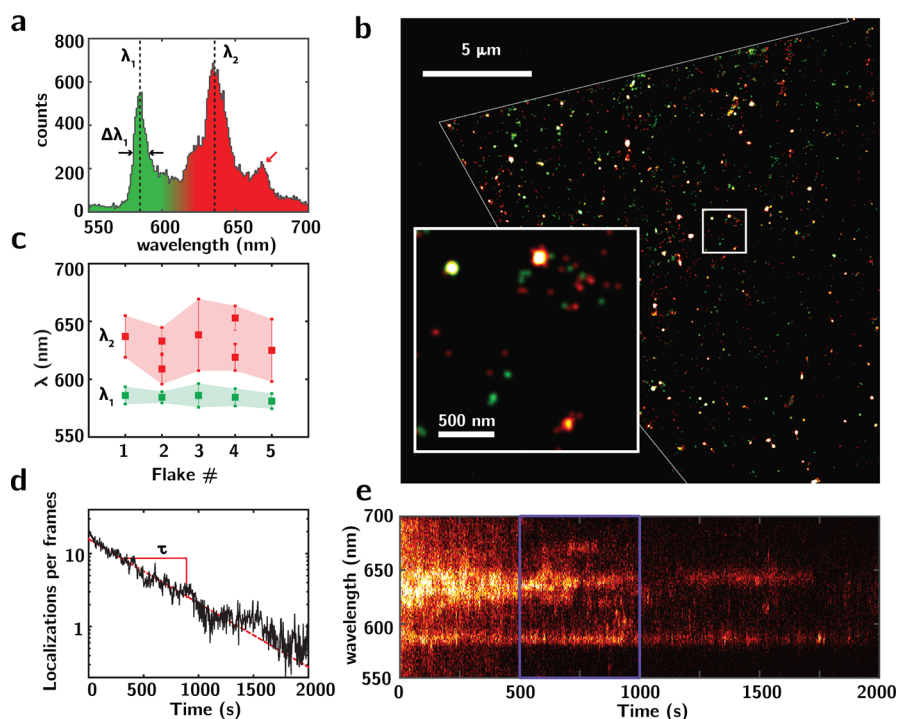 a
800
600
400
200
0
counts
λ1
λ2
Δλ1
550
600
650
700
wavelength (nm)
b
5 µm
500 nm
c
700
650
600
550
λ (nm)
λ2
λ1
1 2 3 4 5
Flake #
d
Localizations per frames
10
1
τ
0 500 1000 1500 2000
Time (s)
e
700
650
600
550
wavelength (nm)
0 500 1000 1500 2000
Time (s)